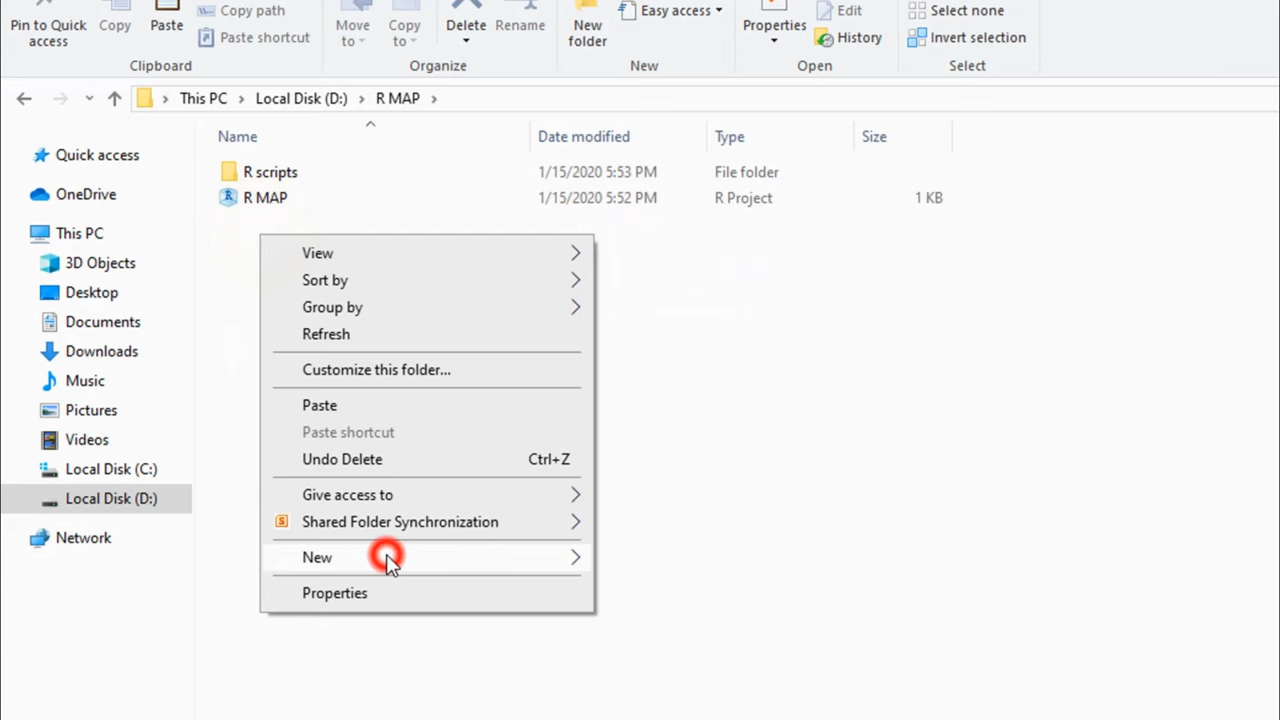 Pin to Quick access
Copy
Paste
Copy path
Paste shortcut
Clipboard
Move to
Copy to
Delete
Rename
Organize
New folder
Easy access
New
Properties
Edit
History
Open
Select none
Invert selection
Select
This PC
Local Disk (D:)
R MAP
Name
Date modified
Type
Size
R scripts
1/15/2020 5:53 PM
File folder
R MAP
1/15/2020 5:52 PM
R Project
1 KB
Quick access
OneDrive
This PC
3D Objects
Desktop
Documents
Downloads
Music
Pictures
Videos
Local Disk (C:)
Local Disk (D:)
Network
View
Sort by
Group by
Refresh
Customize this folder...
Paste
Paste shortcut
Undo Delete Ctrl+Z
Give access to
S Shared Folder Synchronization
New
Properties